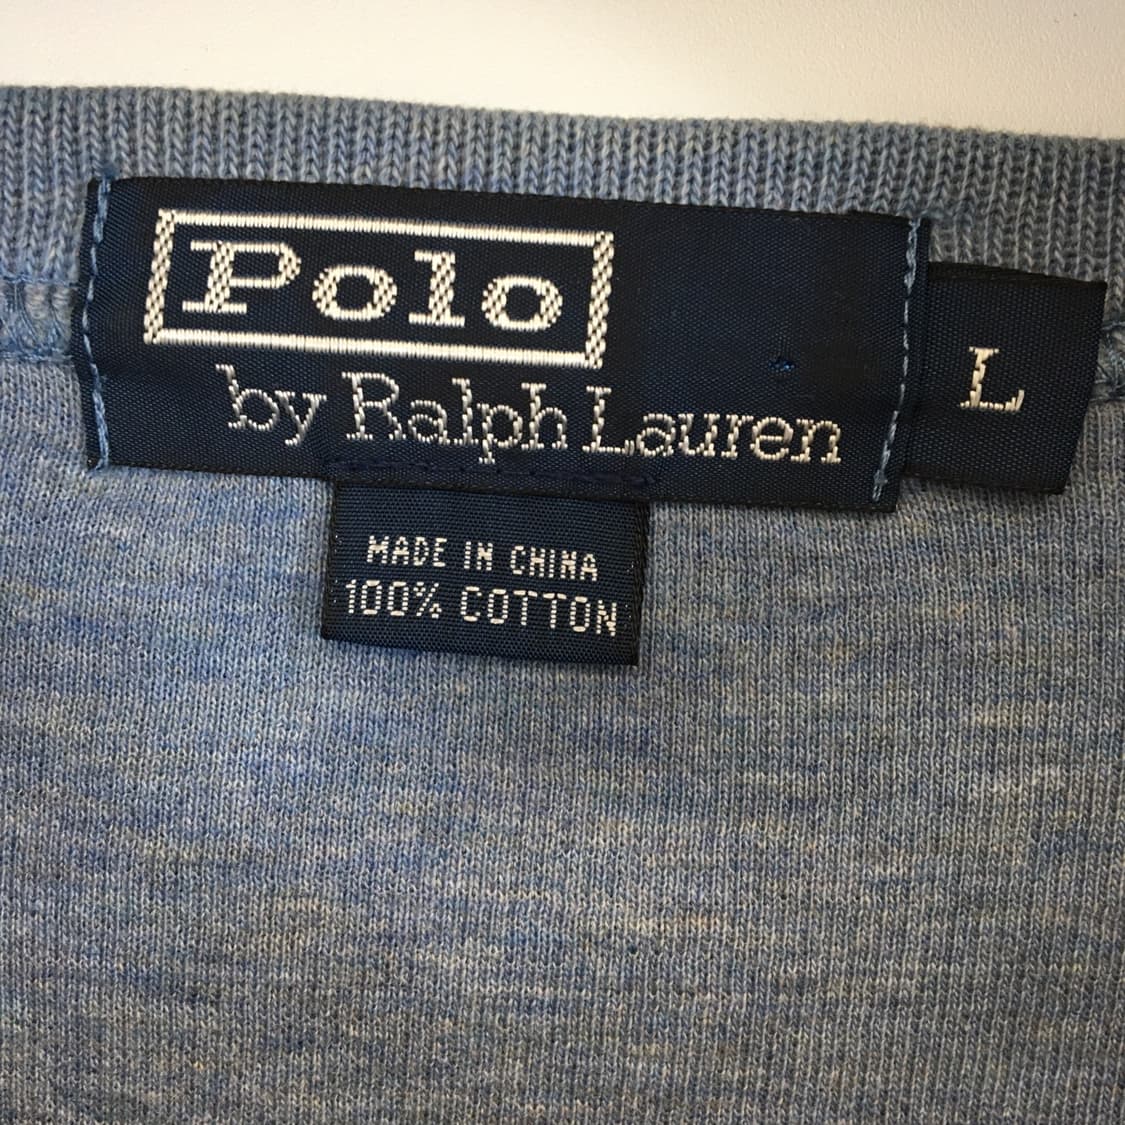 Polo
by Ralph Lauren
L
MADE IN CHINA
100% COTTON